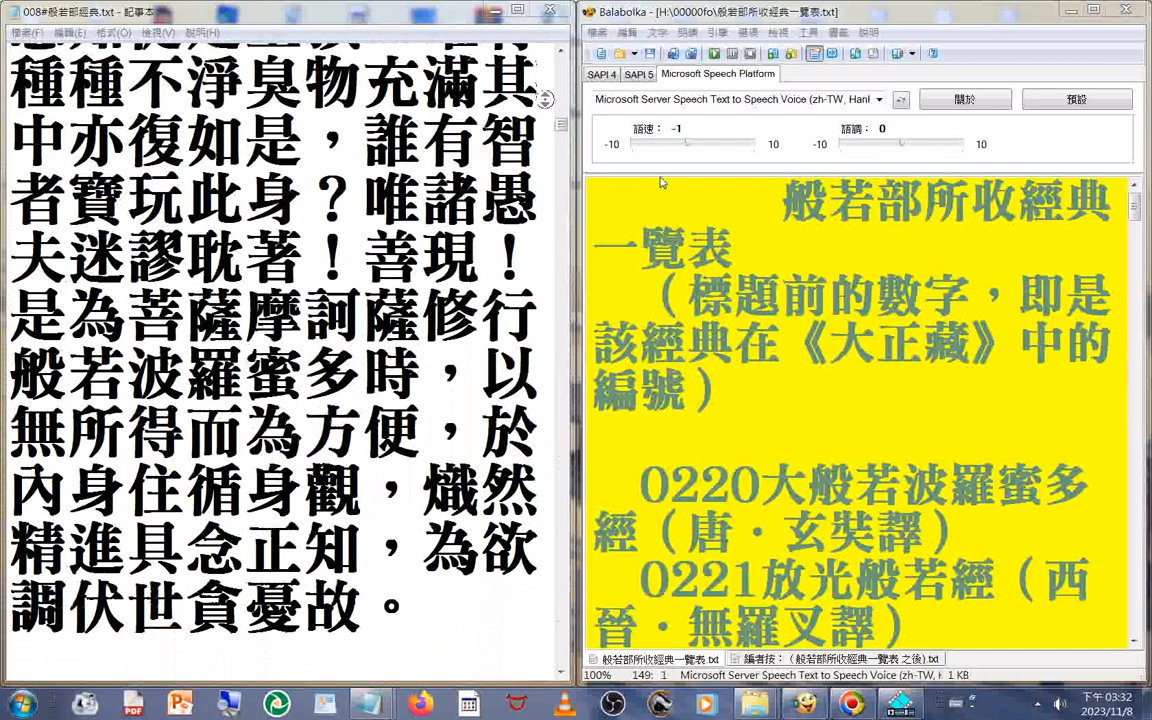 008#般若部經典.txt - 記事本
檔案(F) 編輯(E) 格式(O) 檢視(V) 說明(H)
種種不淨臭物充滿其
中亦復如是，誰有智
者寶玩此身？唯諸愚
夫迷謬耽著！善現！
是為菩薩摩訶薩修行
般若波羅蜜多時，以
無所得而為方便，於
內身住循身觀，熾然
精進具念正知，為欲
調伏世貪憂故。
Balabolka - [H:\00000fo\般若部所收經典一覽表.txt]
檔案 編輯 文字 朗讀 引擎 選項 檢視 工具 書籤 說明
SAPI 4 SAPI 5 Microsoft Speech Platform
Microsoft Server Speech Text to Speech Voice (zh-TW, Hanl
關於 預設
語速： -1 語調： 0
-10 10 -10 10
般若部所收經典
一覽表
（標題前的數字，即是
該經典在《大正藏》中的
編號）
0220大般若波羅蜜多
經（唐．玄奘譯）
0221放光般若經（西
晉．無羅叉譯）
般若部所收經典一覽表.txt 編者按：（般若部所收經典一覽表 之後）.txt
100% 149: 1 Microsoft Server Speech Text to Speech Voice (zh-TW, H 1 KB
下午 03:32
2023/11/8